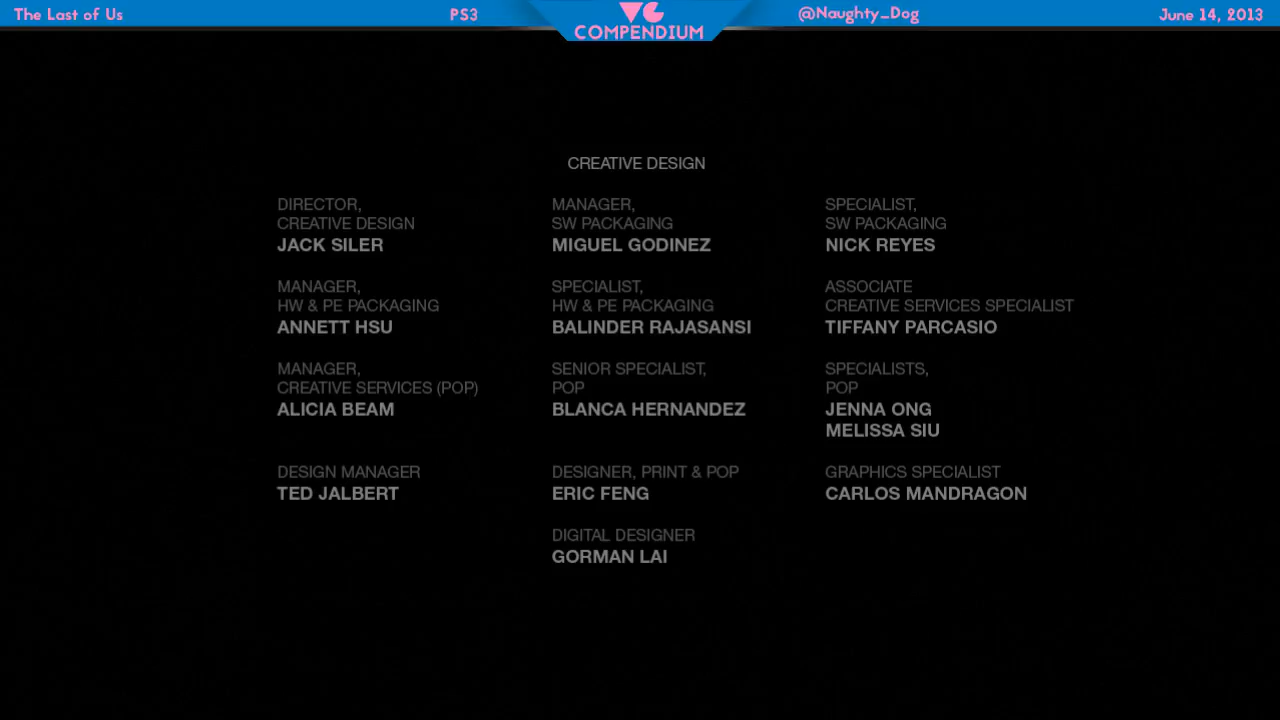 The Last of Us
PS3
VG
COMPENDIUM
@Naughty_Dog
June 14, 2013
CREATIVE DESIGN
DIRECTOR,
CREATIVE DESIGN
JACK SILER
MANAGER,
SW PACKAGING
MIGUEL GODINEZ
SPECIALIST,
SW PACKAGING
NICK REYES
MANAGER,
HW & PE PACKAGING
ANNETT HSU
SPECIALIST,
HW & PE PACKAGING
BALINDER RAJASANSI
ASSOCIATE
CREATIVE SERVICES SPECIALIST
TIFFANY PARCASIO
MANAGER,
CREATIVE SERVICES (POP)
ALICIA BEAM
SENIOR SPECIALIST,
POP
BLANCA HERNANDEZ
SPECIALISTS,
POP
JENNA ONG
MELISSA SIU
DESIGN MANAGER
TED JALBERT
DESIGNER, PRINT & POP
ERIC FENG
GRAPHICS SPECIALIST
CARLOS MANDRAGON
DIGITAL DESIGNER
GORMAN LAI